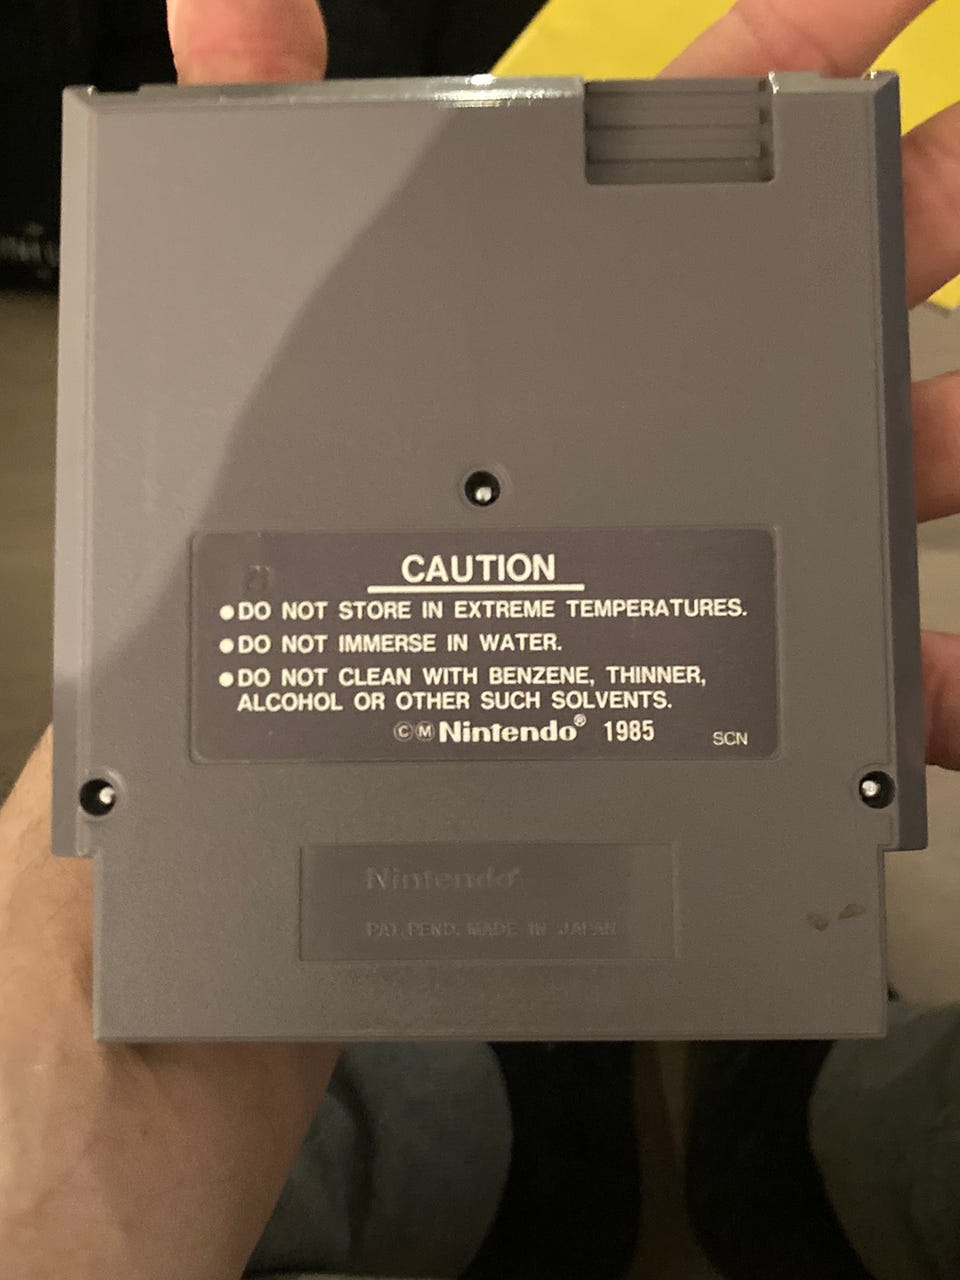 CAUTION
●DO NOT STORE IN EXTREME TEMPERATURES.
●DO NOT IMMERSE IN WATER.
●DO NOT CLEAN WITH BENZENE, THINNER,
ALCOHOL OR OTHER SUCH SOLVENTS.
ⒸⓂNintendo® 1985
SCN
Nintendo®
PAT.PEND. MADE IN JAPAN